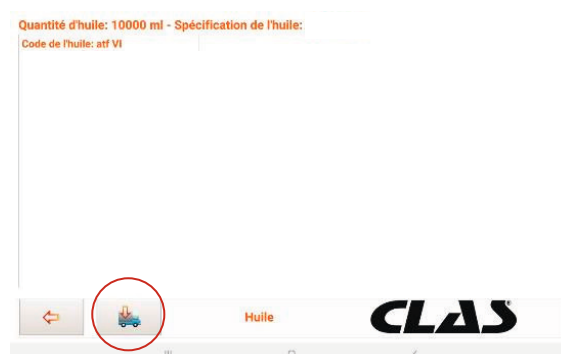 Quantité d'huile: 10000 ml - Spécification de l'huile:
Code de l'huile: atf VI
Huile
CLAS